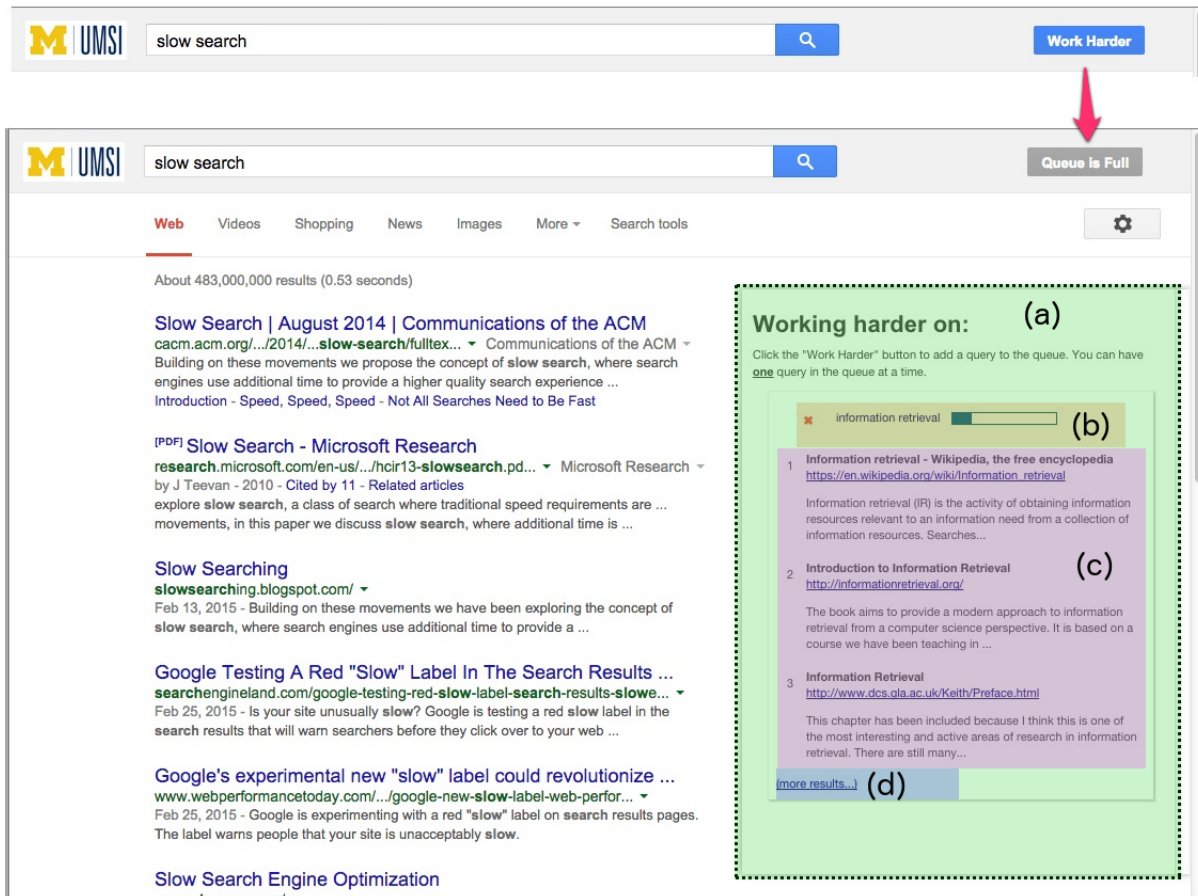 M UMSI
slow search
Work Harder
M UMSI
slow search
Queue is Full
Web Videos Shopping News Images More Search tools
About 483,000,000 results (0.53 seconds)
Slow Search | August 2014 | Communications of the ACM
cacm.acm.org/.../2014/...slow-search/fulltex... Communications of the ACM
Building on these movements we propose the concept of slow search, where search
engines use additional time to provide a higher quality search experience ...
Introduction - Speed, Speed, Speed - Not All Searches Need to Be Fast
[PDF] Slow Search - Microsoft Research
research.microsoft.com/en-us/.../hcir13-slowsearch.pd... Microsoft Research
by J Teevan - 2010 - Cited by 11 - Related articles
explore slow search, a class of search where traditional speed requirements are ...
movements, in this paper we discuss slow search, where additional time is ...
Slow Searching
slowsearching.blogspot.com/
Feb 13, 2015 - Building on these movements we have been exploring the concept of
slow search, where search engines use additional time to provide a ...
Google Testing A Red "Slow" Label In The Search Results ...
searchengineland.com/google-testing-red-slow-label-search-results-slowe...
Feb 25, 2015 - Is your site unusually slow? Google is testing a red slow label in the
search results that will warn searchers before they click over to your web ...
Google's experimental new "slow" label could revolutionize ...
www.webperformancetoday.com/.../google-new-slow-label-web-perfor...
Feb 25, 2015 - Google is experimenting with a red "slow" label on search results pages.
The label warns people that your site is unacceptably slow.
Slow Search Engine Optimization
Working harder on: (a)
Click the "Work Harder" button to add a query to the queue. You can have
one query in the queue at a time.
information retrieval (b)
1 Information retrieval - Wikipedia, the free encyclopedia
https://en.wikipedia.org/wiki/Information_retrieval
Information retrieval (IR) is the activity of obtaining information
resources relevant to an information need from a collection of
information resources. Searches...
2 Introduction to Information Retrieval (c)
http://informationretrieval.org/
The book aims to provide a modern approach to information
retrieval from a computer science perspective. It is based on a
course we have been teaching in ...
3 Information Retrieval
http://www.dcs.gla.ac.uk/Keith/Preface.html
This chapter has been included because I think this is one of
the most interesting and active areas of research in information
retrieval. There are still many...
(more results...) (d)